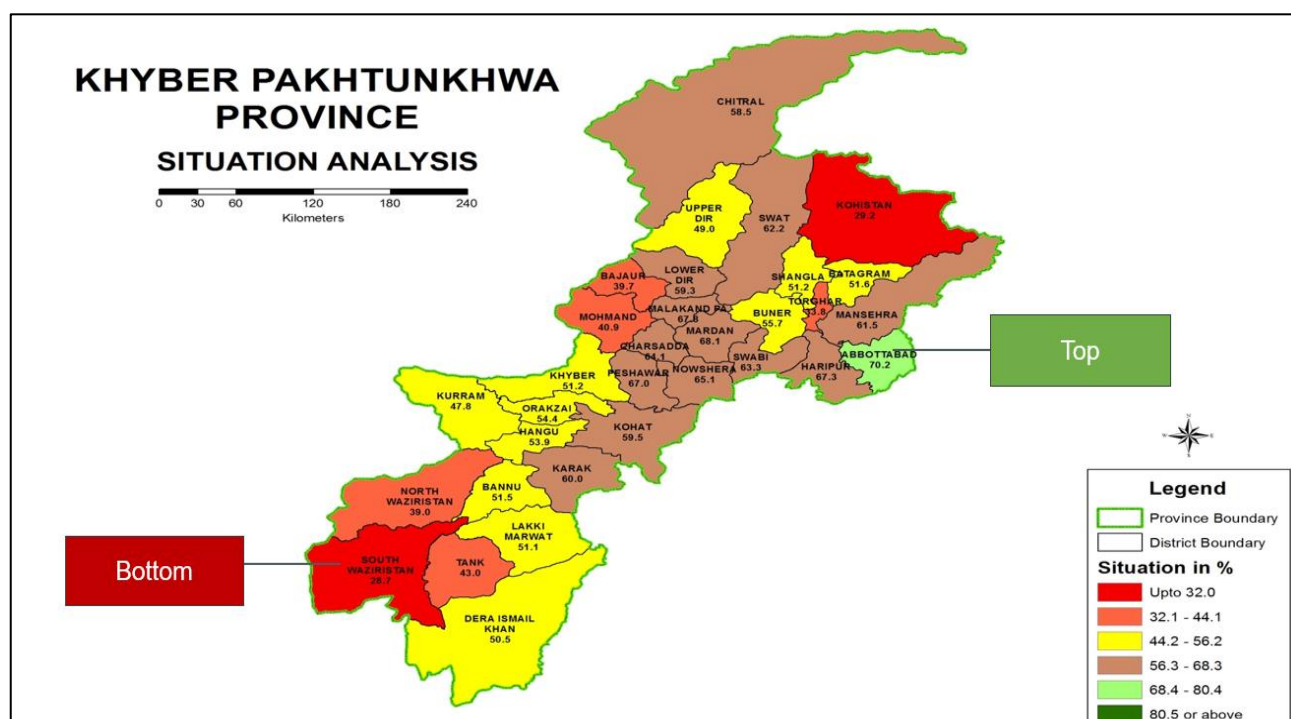 KHYBER PAKHTUNKHWA
PROVINCE
SITUATION ANALYSIS
0 30 60 120 180 240
Kilometers
CHITRAL
58.5
UPPER
DIR
49.0
SWAT
62.2
KOHISTAN
29.2
BAJAUR
39.7
LOWER
DIR
59.3
SHANGLA
51.2
BATAGRAM
51.6
TORGHAR
33.8
MOHMAND
40.9
MALAKAND PA
67.8
BUNER
55.7
MANSEHRA
61.5
MARDAN
68.1
CHARSADDA
64.1
SWABI
63.3
ABBOTTABAD
70.2
Top
KHYBER
51.2
PESHAWAR
67.0
NOWSHERA
65.1
HARIPUR
67.3
KURRAM
47.8
ORAKZAI
54.4
HANGU
53.9
KOHAT
59.5
KARAK
60.0
NORTH
WAZIRISTAN
39.0
BANNU
51.5
LAKKI
MARWAT
51.1
Bottom
SOUTH
WAZIRISTAN
28.7
TANK
43.0
DERA ISMAIL
KHAN
50.5
N
W E
S
Legend
Province Boundary
District Boundary
Situation in %
Upto 32.0
32.1 - 44.1
44.2 - 56.2
56.3 - 68.3
68.4 - 80.4
80.5 or above